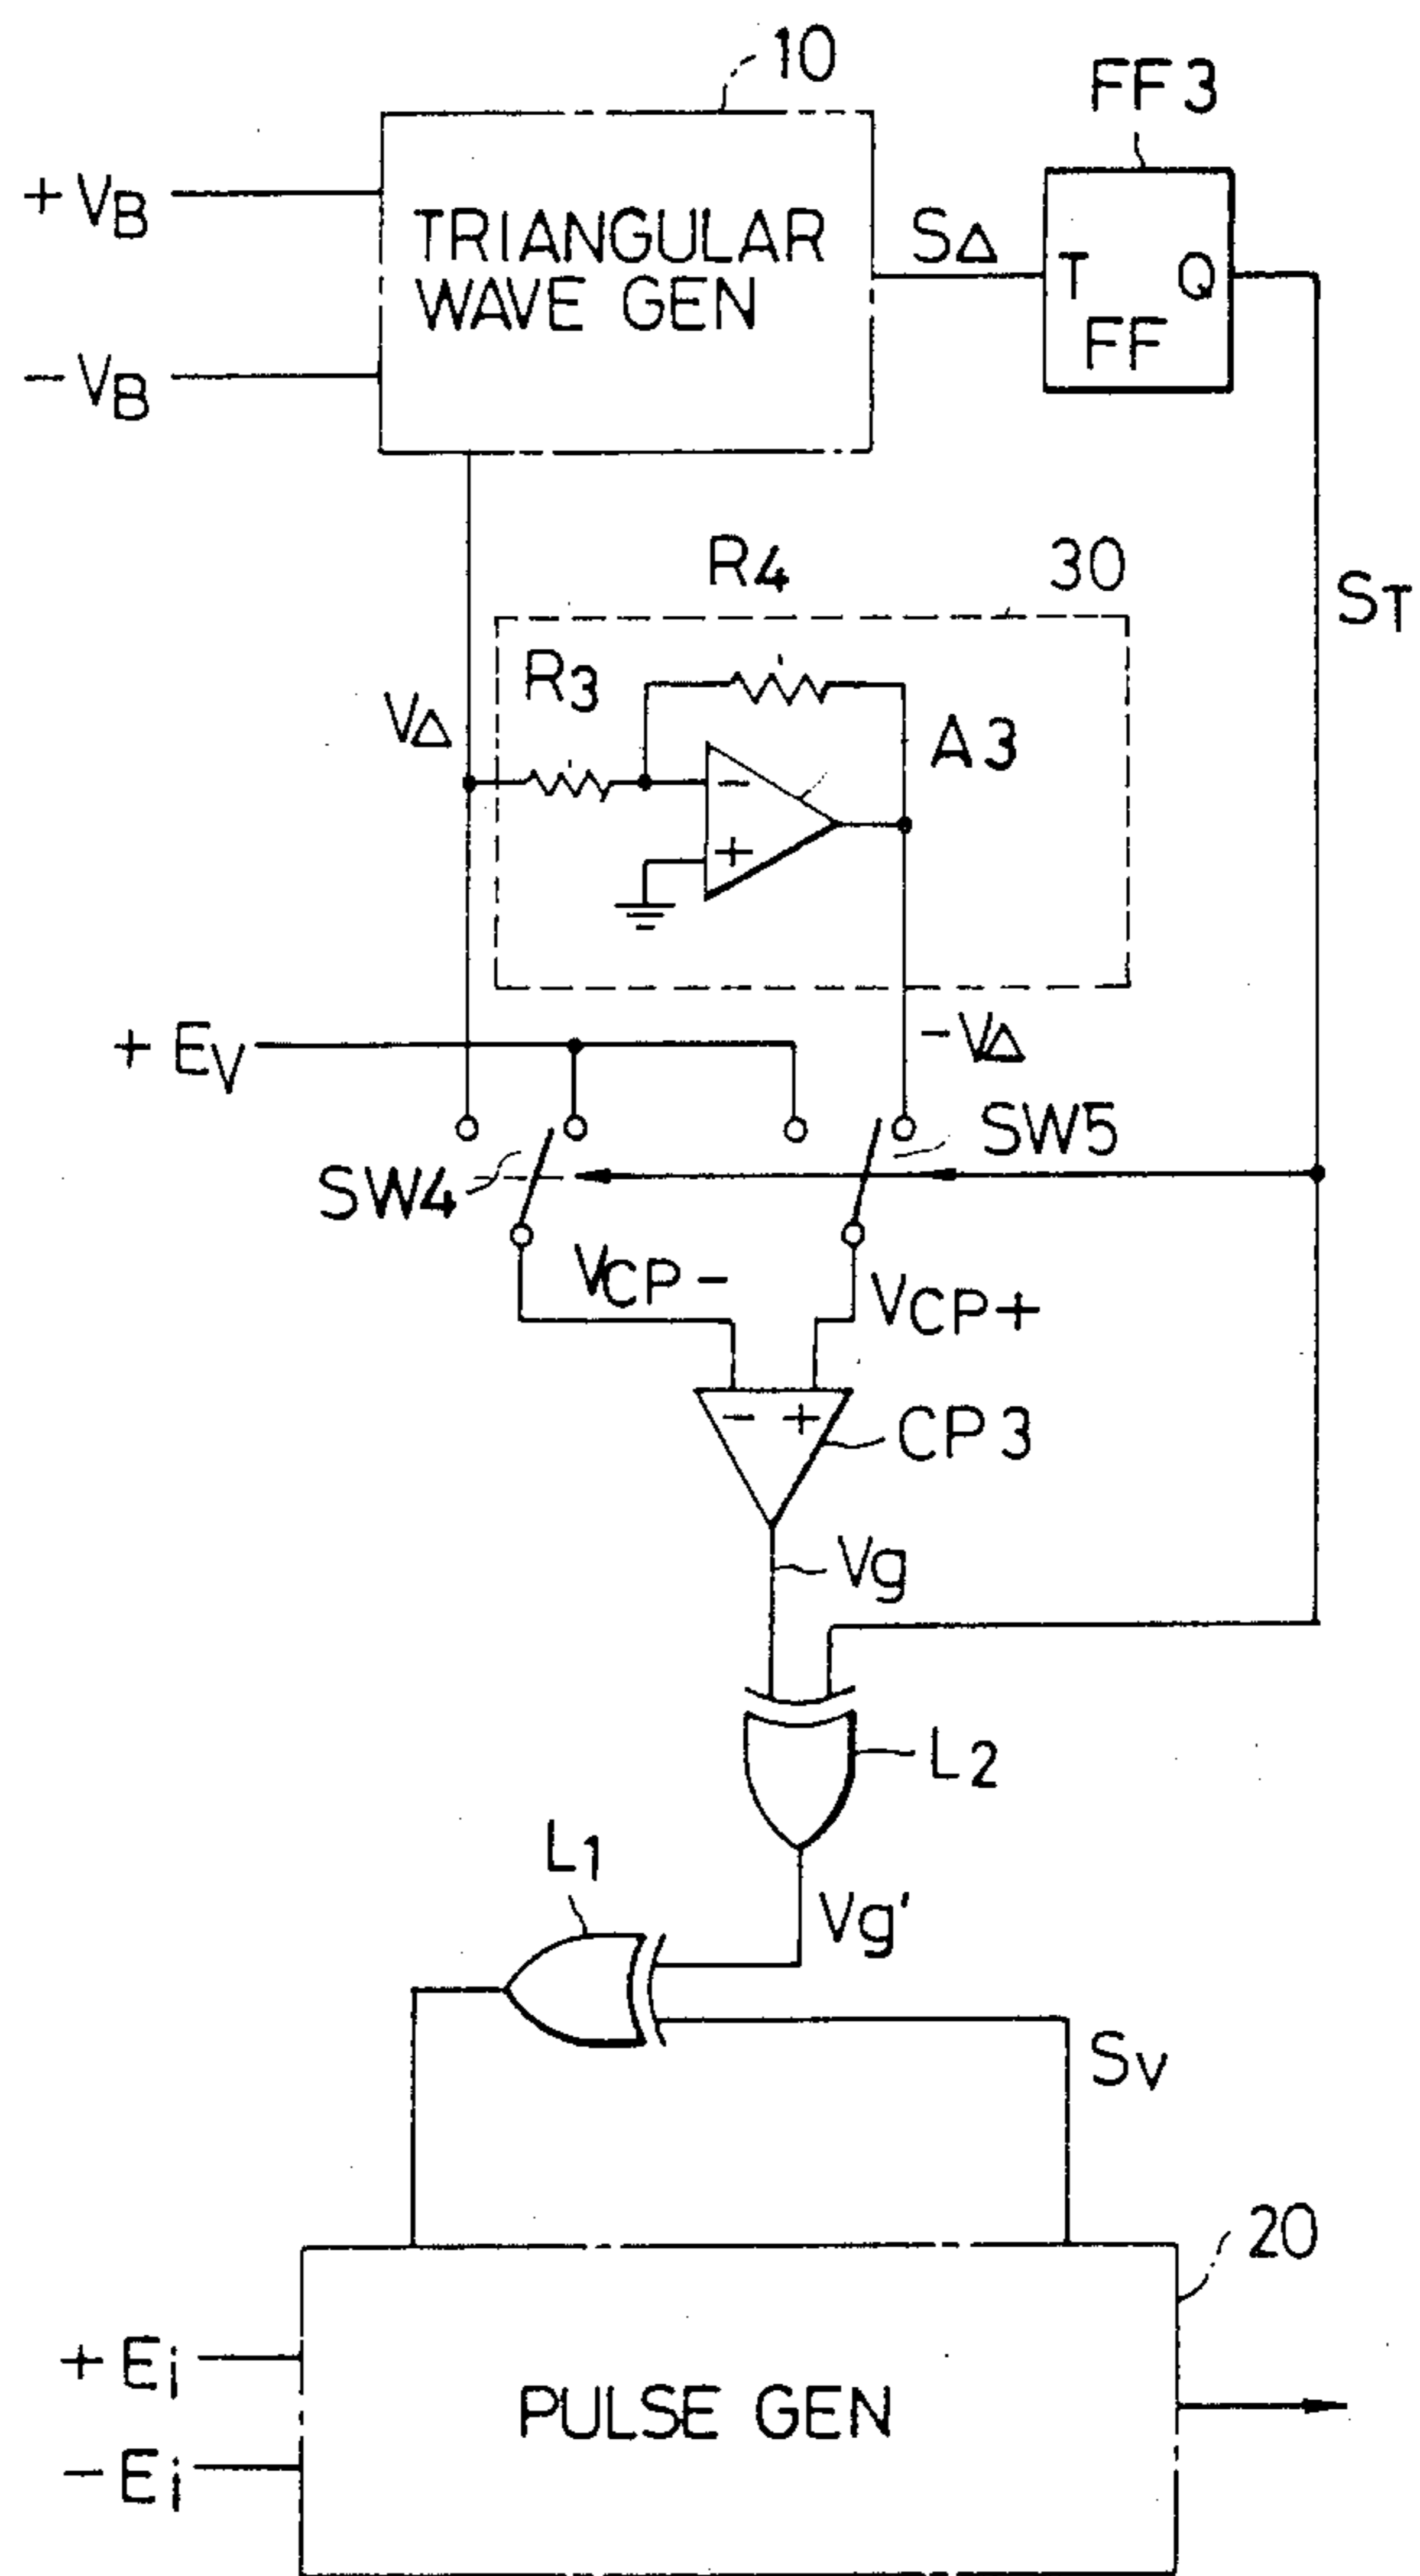 10
FF3
+VB
TRIANGULAR
WAVE GEN
SΔ
T Q
FF
-VB
R4
30
ST
R3
VΔ
A3
-
+
+EV
-VΔ
SW5
SW4
VCP-
VCP+
- +
CP3
Vg
L2
L1
Vg'
SV
20
+Ei
PULSE GEN
-Ei